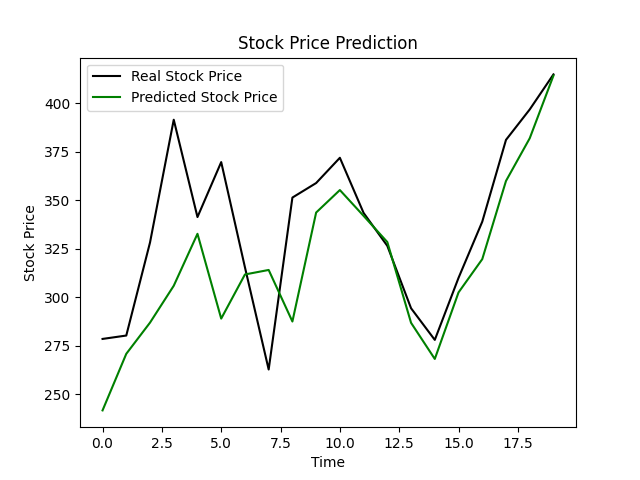 Stock Price Prediction
Real Stock Price
Predicted Stock Price
Stock Price
400
375
350
325
300
275
250
0.0 2.5 5.0 7.5 10.0 12.5 15.0 17.5
Time